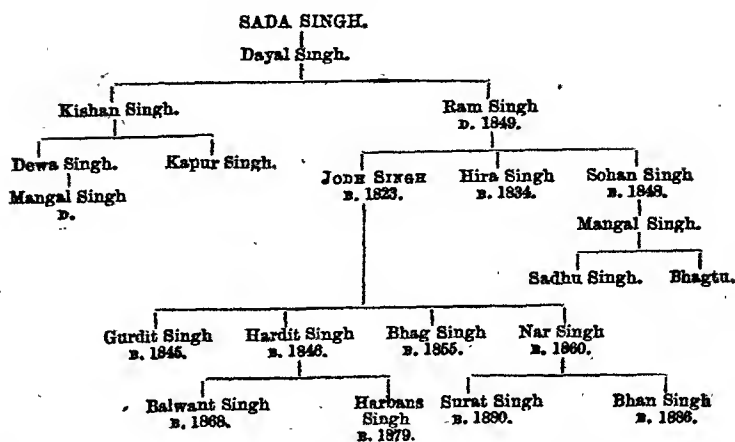 SADA SINGH.
Dayal Singh.
Kishan Singh. Ram Singh
D. 1849.
Dewa Singh. Kapur Singh. JODH SINGH Hira Singh Sohan Singh
B. 1823. B. 1834. B. 1848.
Mangal Singh Mangal Singh.
D.
Sadhu Singh. Bhagtu.
Gurdit Singh Hardit Singh Bhag Singh Nar Singh
B. 1845. B. 1846. B. 1855. B. 1860.
Balwant Singh Harbans Surat Singh Bhan Singh
B. 1868. Singh B. 1880. B. 1886.
B. 1879.